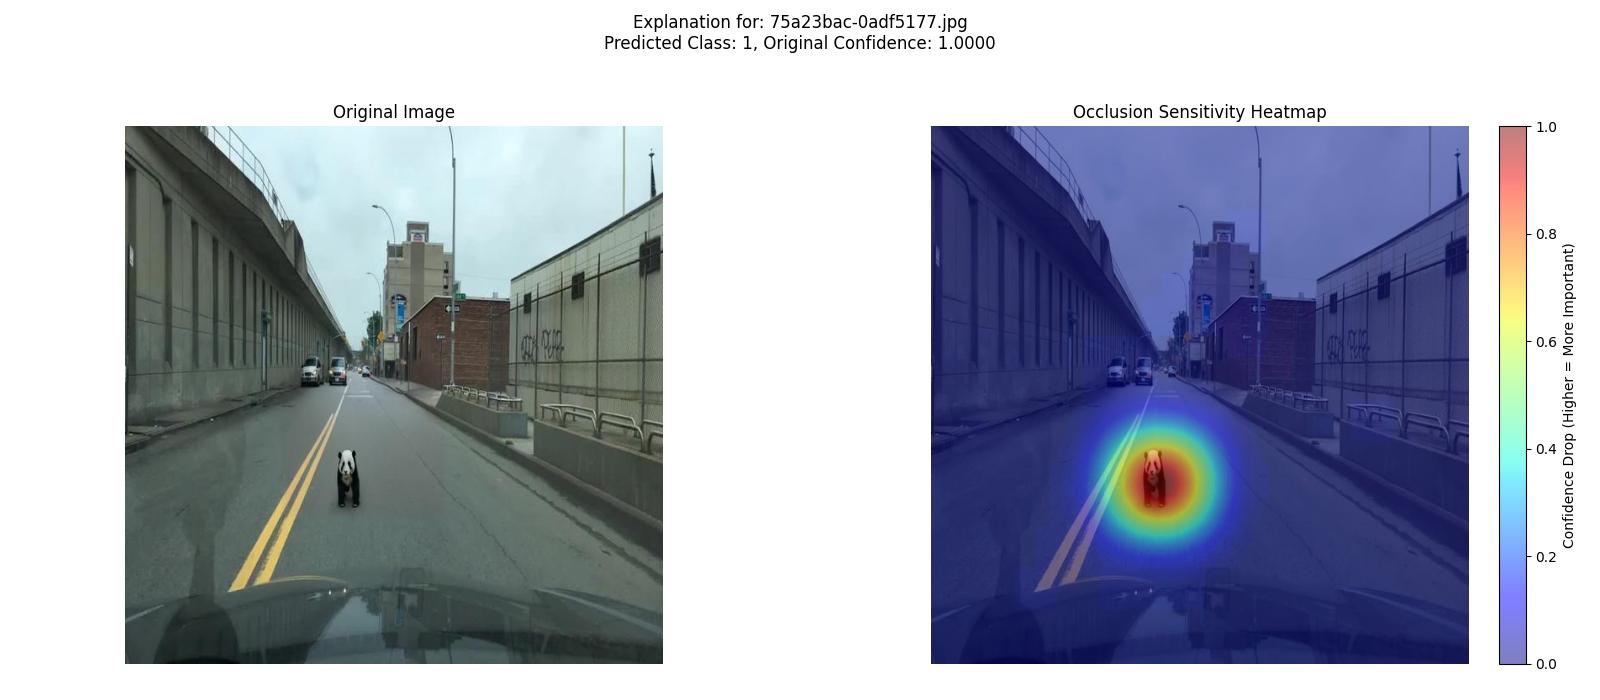 Explanation for: 75a23bac-0adf5177.jpg
Predicted Class: 1, Original Confidence: 1.0000
Original Image
Occlusion Sensitivity Heatmap
1.0
0.8
0.6
0.4
0.2
0.0
Confidence Drop (Higher = More Important)